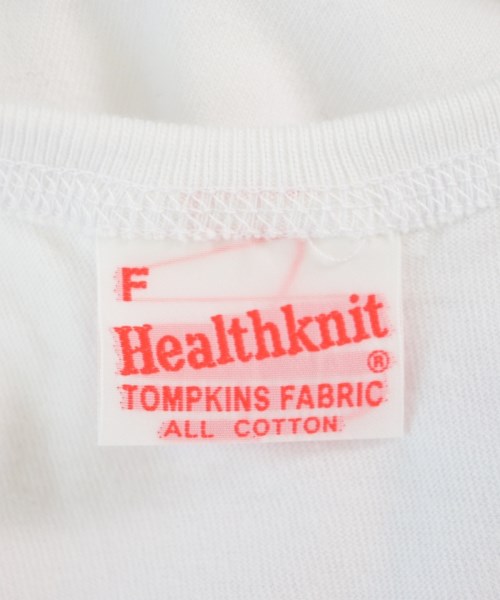 F
Healthknit
®
TOMPKINS FABRIC
ALL COTTON